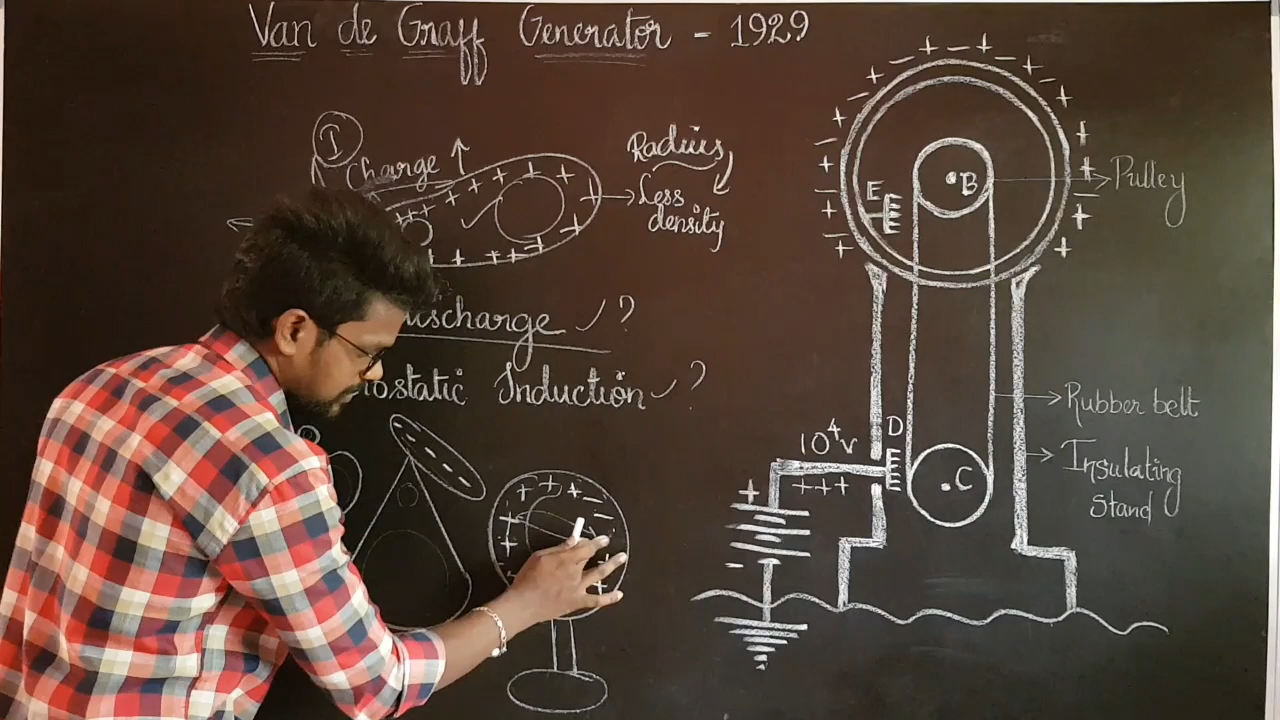 Van de Graff Generator - 1929
I
Charge ↑
Radius
Less
density
ischarge ✓?
ostatic Induction ✓?
B
Pulley
E
Rubber belt
D
10⁴V
+++
C
Insulating
Stand
+
-